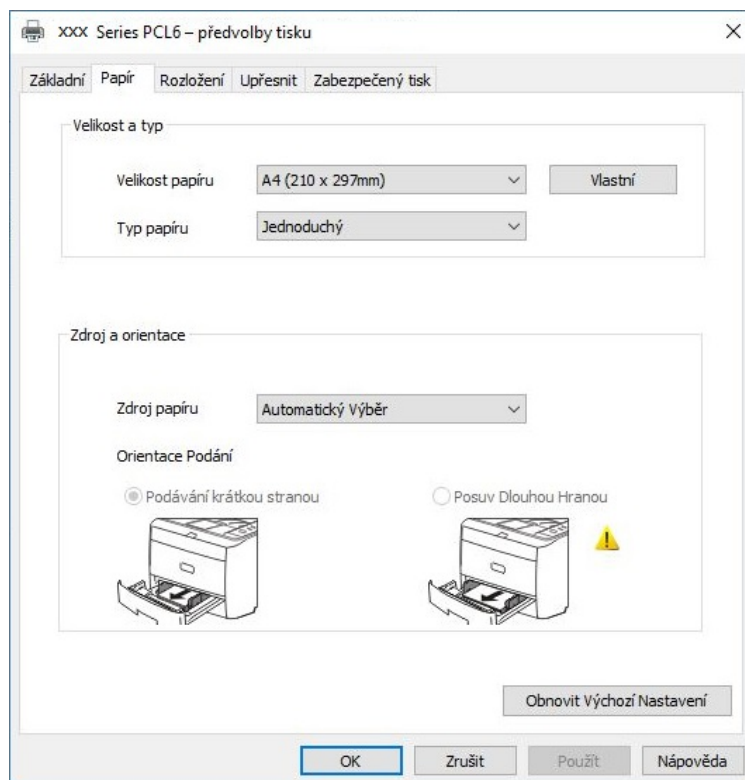 XXX Series PCL6 – předvolby tisku
Základní Papír Rozložení Upřesnit Zabezpečený tisk
Velikost a typ
Velikost papíru A4 (210 x 297mm) Vlastní
Typ papíru Jednoduchý
Zdroj a orientace
Zdroj papíru Automatický Výběr
Orientace Podání
Podávání krátkou stranou Posuv Dlouhou Hranou
Obnovit Výchozí Nastavení
OK Zrušit Použít Nápověda